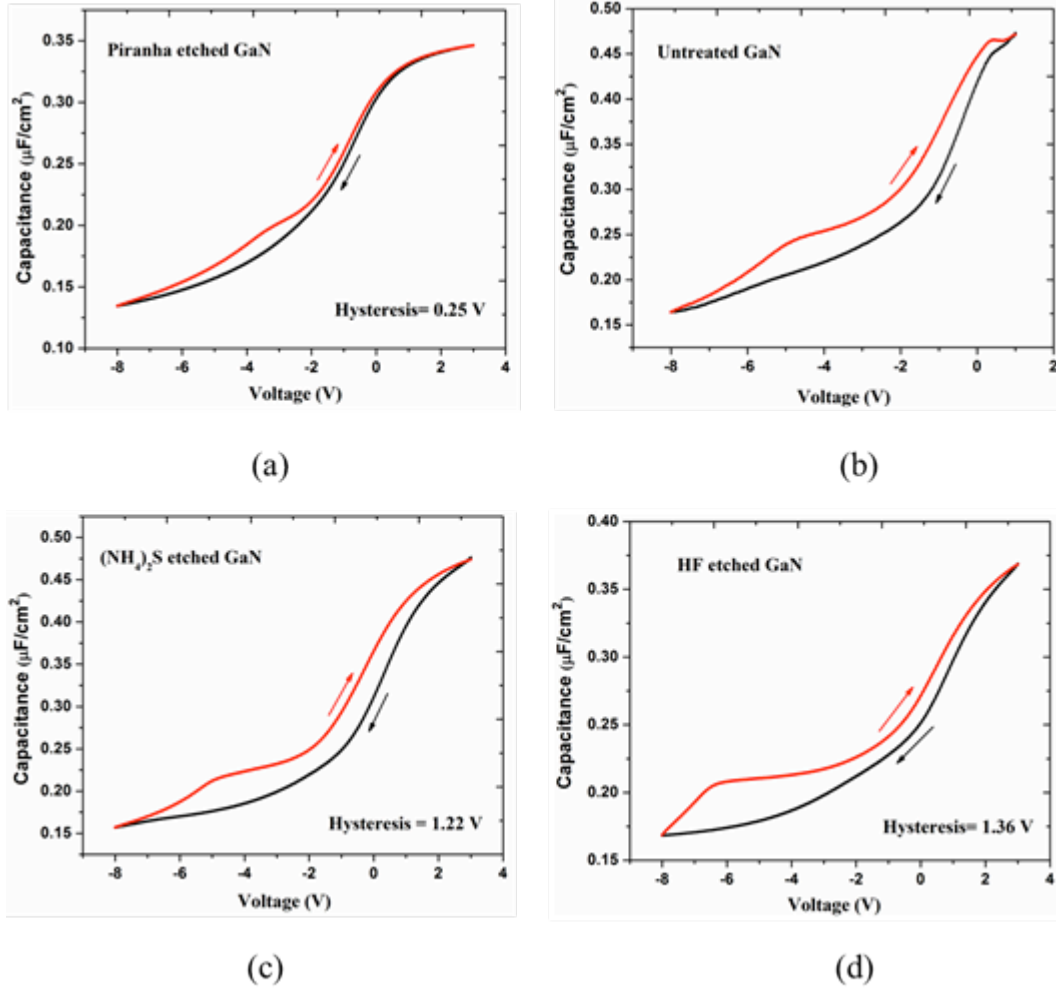 Piranha etched GaN
Capacitance (μF/cm²)
0.35
0.30
0.25
0.20
0.15
0.10
Hysteresis= 0.25 V
-8 -6 -4 -2 0 2 4
Voltage (V)
(a)
Untreated GaN
Capacitance (μF/cm²)
0.50
0.45
0.40
0.35
0.30
0.25
0.20
0.15
-8 -6 -4 -2 0 2
Voltage (V)
(b)
(NH₄)₂S etched GaN
Capacitance (μF/cm²)
0.50
0.45
0.40
0.35
0.30
0.25
0.20
0.15
Hysteresis = 1.22 V
-8 -6 -4 -2 0 2 4
Voltage (V)
(c)
HF etched GaN
Capacitance (μF/cm²)
0.40
0.35
0.30
0.25
0.20
0.15
Hysteresis= 1.36 V
-8 -6 -4 -2 0 2 4
Voltage (V)
(d)